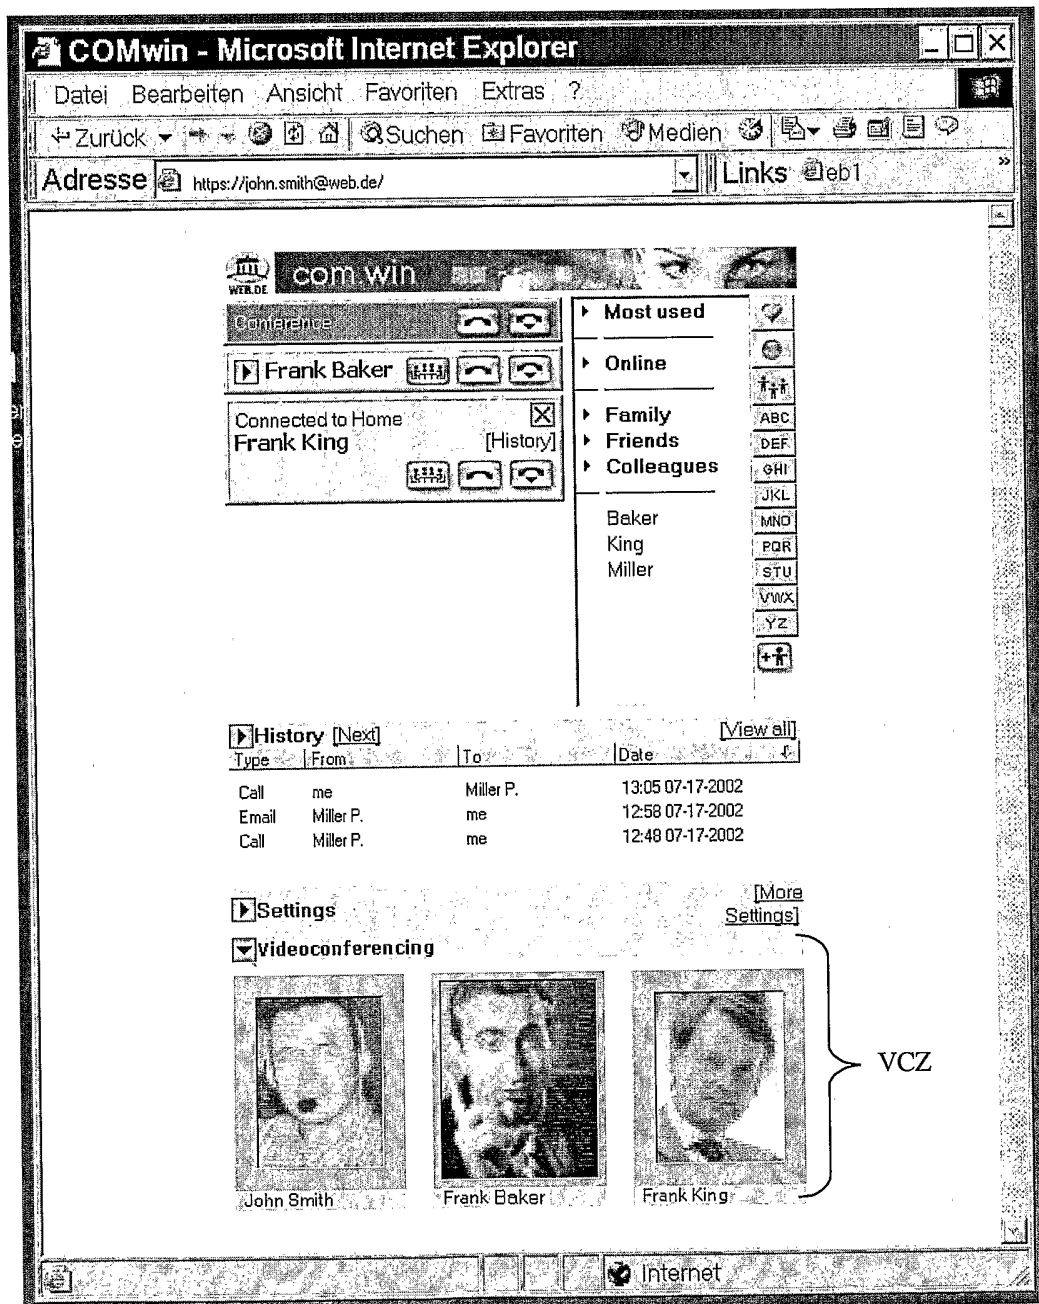 COMwin - Microsoft Internet Explorer
Datei Bearbeiten Ansicht Favoriten Extras ?
Zurück Suchen Favoriten Medien
Adresse https://john.smith@web.de/ Links eb1 »
WEB.DE com.win
Conference
Frank Baker
Connected to Home
Frank King [History]
Most used
Online
Family
Friends
Colleagues
Baker
King
Miller
ABC
DEF
GHI
JKL
MNO
PQR
STU
VWX
YZ
History [Next] [View all]
Type From To Date
Call me Miller P. 13:05 07-17-2002
Email Miller P. me 12:58 07-17-2002
Call Miller P. me 12:48 07-17-2002
Settings [More
Settings]
Videoconferencing
VCZ
John Smith Frank Baker Frank King
Internet